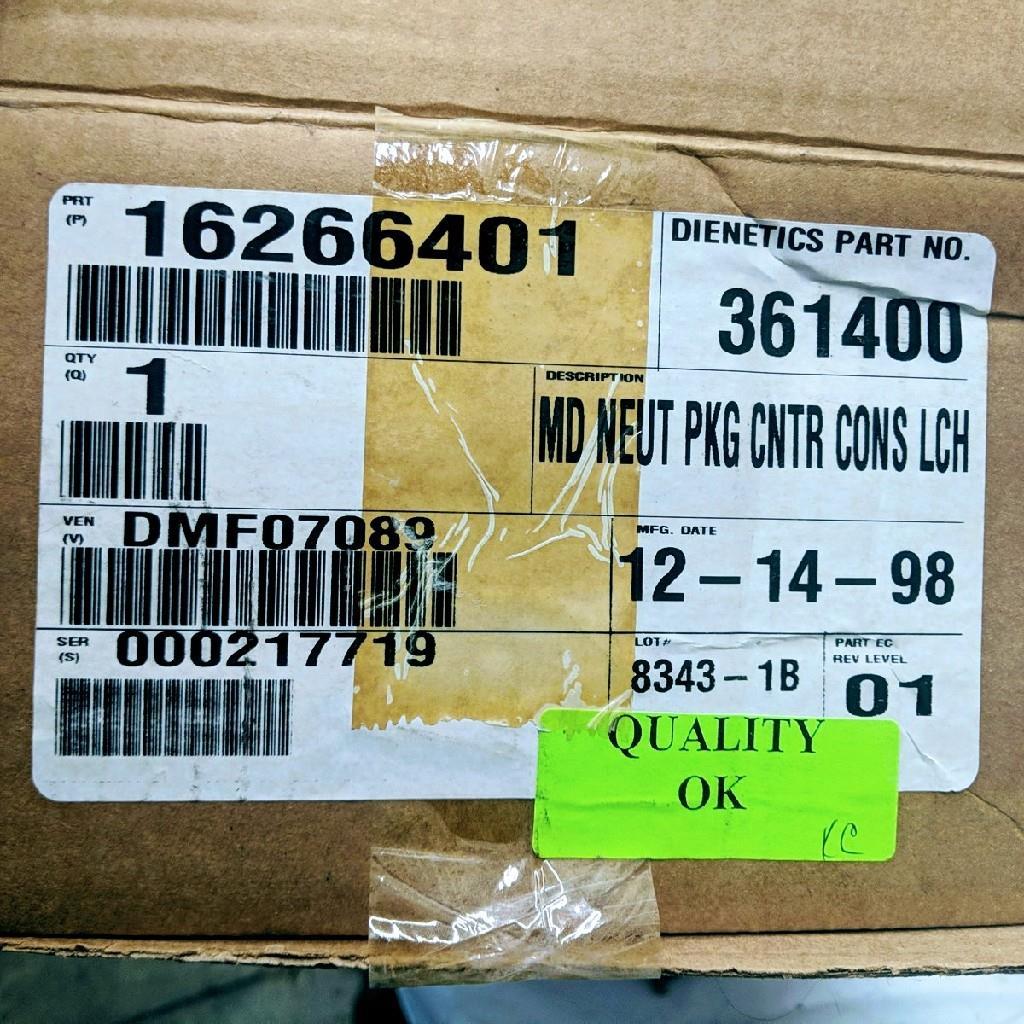 PRT
(P)
16266401
DIENETICS PART NO.
361400
QTY
(Q)
1
DESCRIPTION
MD NEUT PKG CNTR CONS LCH
VEN
(V)
DMF07089
MFG. DATE
12-14-98
SER
(S)
000217719
LOT#
8343-1B
PART EC
REV LEVEL
01
QUALITY
OK